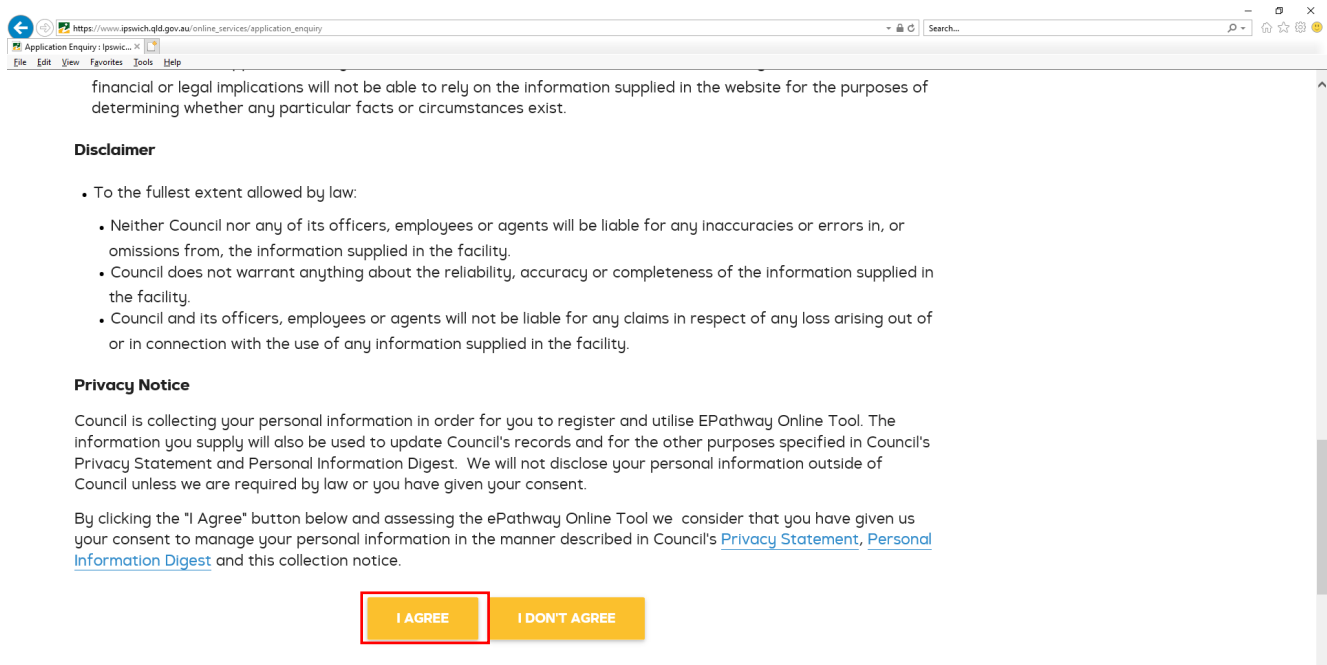 https://www.ipswich.qld.gov.au/online_services/application_enquiry
Search...
Application Enquiry : Ipswic...
File Edit View Favorites Tools Help
financial or legal implications will not be able to rely on the information supplied in the website for the purposes of
determining whether any particular facts or circumstances exist.
Disclaimer
• To the fullest extent allowed by law:
• Neither Council nor any of its officers, employees or agents will be liable for any inaccuracies or errors in, or
omissions from, the information supplied in the facility.
• Council does not warrant anything about the reliability, accuracy or completeness of the information supplied in
the facility.
• Council and its officers, employees or agents will not be liable for any claims in respect of any loss arising out of
or in connection with the use of any information supplied in the facility.
Privacy Notice
Council is collecting your personal information in order for you to register and utilise EPathway Online Tool. The
information you supply will also be used to update Council's records and for the other purposes specified in Council's
Privacy Statement and Personal Information Digest. We will not disclose your personal information outside of
Council unless we are required by law or you have given your consent.
By clicking the "I Agree" button below and assessing the ePathway Online Tool we consider that you have given us
your consent to manage your personal information in the manner described in Council's Privacy Statement, Personal
Information Digest and this collection notice.
I AGREE
I DON'T AGREE